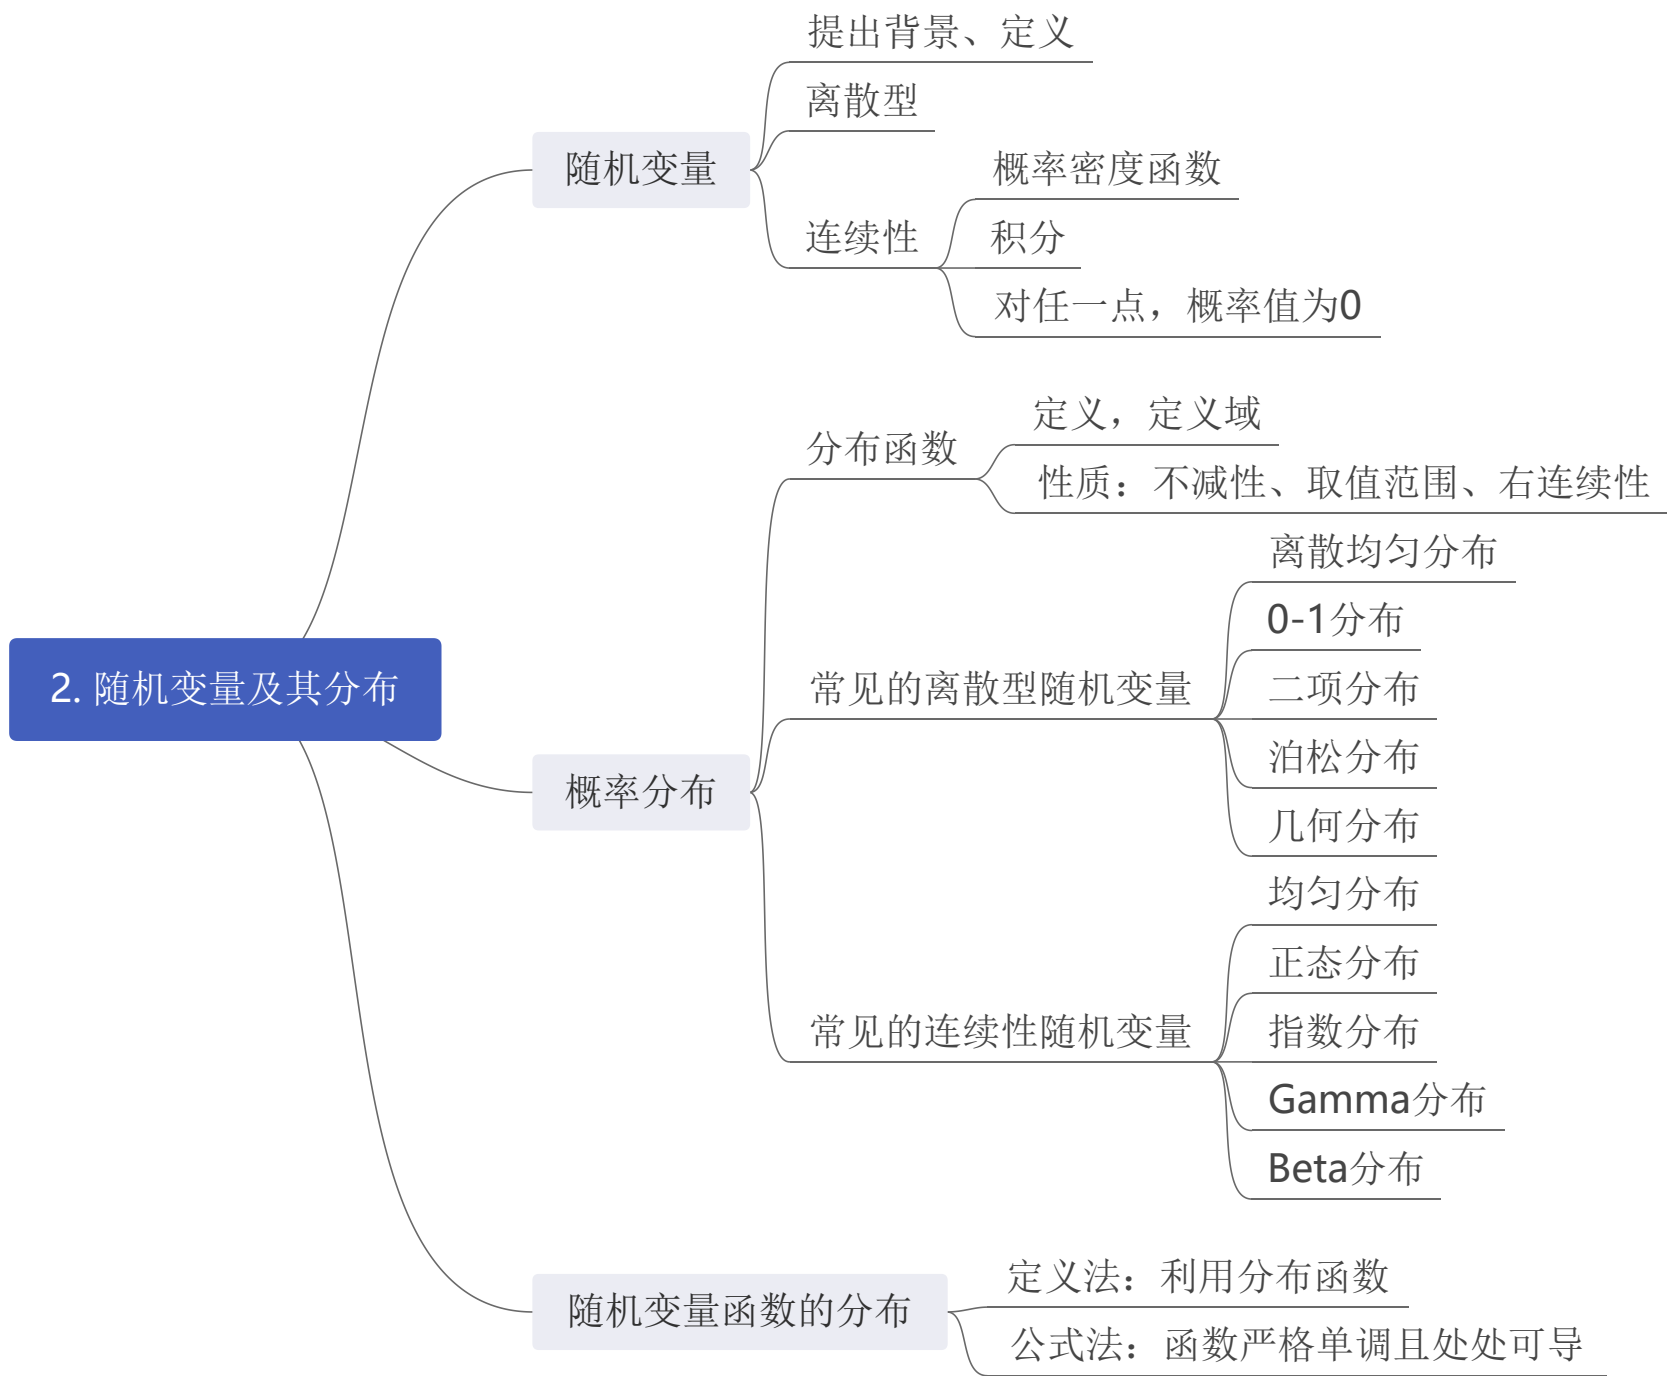 2. 随机变量及其分布
随机变量
提出背景、定义
离散型
连续性
概率密度函数
积分
对任一点，概率值为0
概率分布
分布函数
定义，定义域
性质：不减性、取值范围、右连续性
常见的离散型随机变量
离散均匀分布
0-1分布
二项分布
泊松分布
几何分布
常见的连续性随机变量
均匀分布
正态分布
指数分布
Gamma分布
Beta分布
随机变量函数的分布
定义法：利用分布函数
公式法：函数严格单调且处处可导